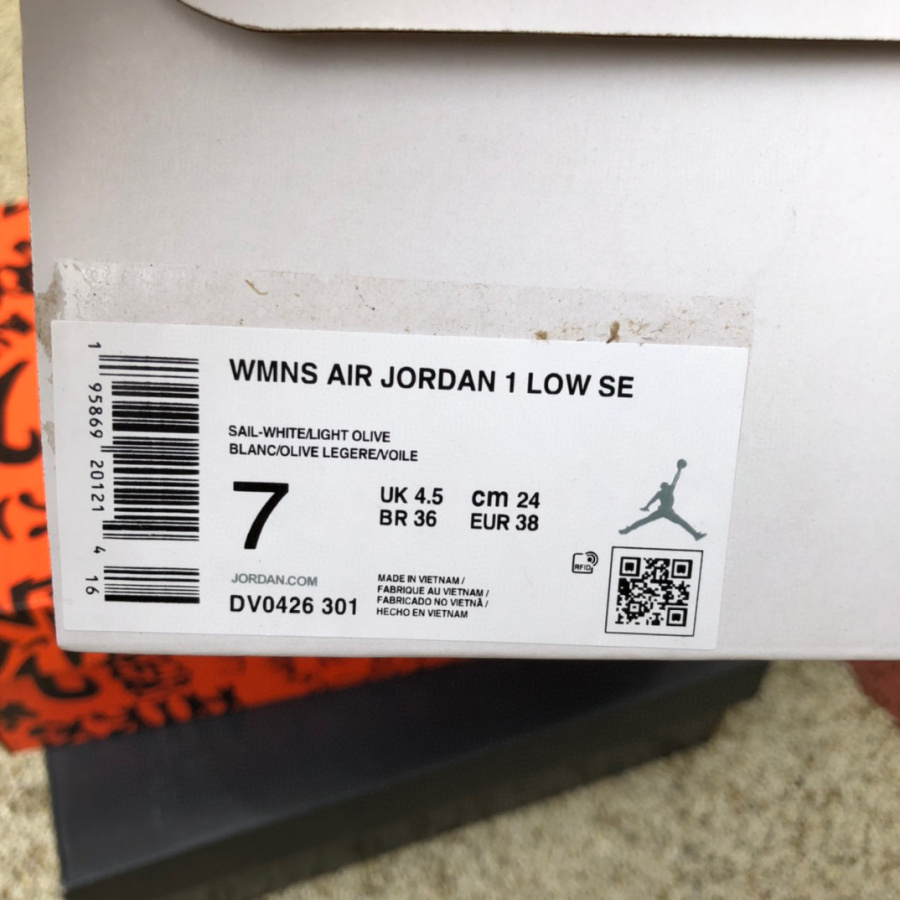 WMNS AIR JORDAN 1 LOW SE
SAIL-WHITE/LIGHT OLIVE
BLANC/OLIVE LEGERE/VOILE
7
UK 4.5 cm 24
BR 36 EUR 38
JORDAN.COM
DV0426 301
MADE IN VIETNAM /
FABRIQUE AU VIETNAM /
FABRICADO NO VIETNÃ /
HECHO EN VIETNAM
RFID
1 95869 20121 4 16